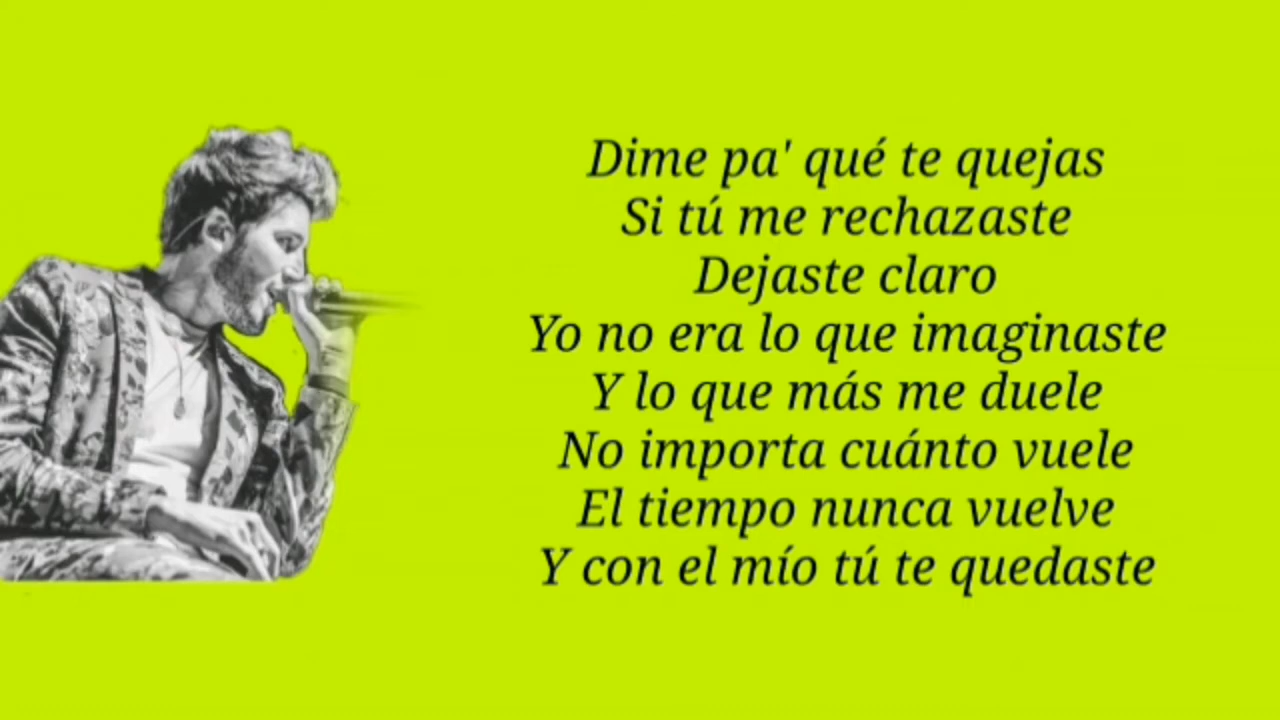 Dime pa' qué te quejas
Si tú me rechazaste
Dejaste claro
Yo no era lo que imaginaste
Y lo que más me duele
No importa cuánto vuele
El tiempo nunca vuelve
Y con el mío tú te quedaste